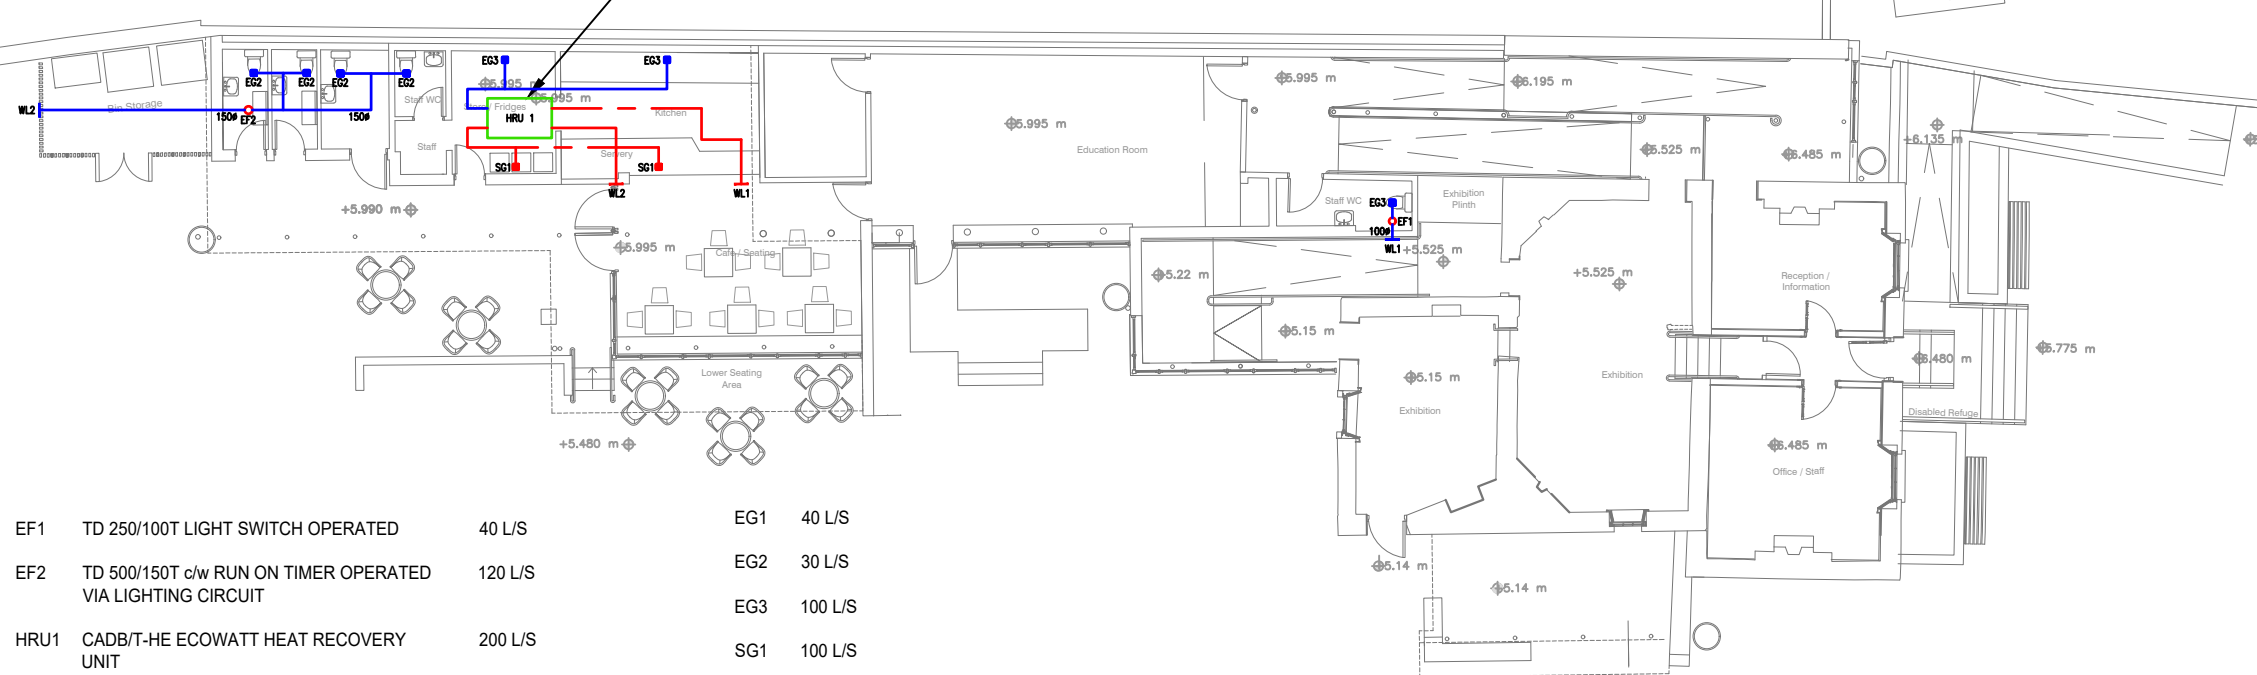 EG3
EG3
EG2
EG2
EG2
EG2
5.995 m
5.995 m
5.995 m
6.195 m
WL2
Bin Storage
150ø
EF2
150ø
Staff WC
HRU 1
Kitchen
5.995 m
+6.135 m
Staff
Servery
Education Room
+5.525 m
+6.485 m
SG1
SG1
WL2
WL1
Staff WC
EG3
EF1
100ø
WL1
Exhibition
Plinth
+5.990 m
5.995 m
Cafe / Seating
+5.525 m
5.22 m
+5.525 m
Reception /
Information
5.15 m
6.480 m
5.775 m
Lower Seating
Area
5.15 m
Exhibition
Exhibition
Disabled Refuge
+5.480 m
6.485 m
Office / Staff
5.14 m
5.14 m
EF1 TD 250/100T LIGHT SWITCH OPERATED 40 L/S
EF2 TD 500/150T c/w RUN ON TIMER OPERATED 120 L/S
VIA LIGHTING CIRCUIT
HRU1 CADB/T-HE ECOWATT HEAT RECOVERY 200 L/S
UNIT
EG1 40 L/S
EG2 30 L/S
EG3 100 L/S
SG1 100 L/S